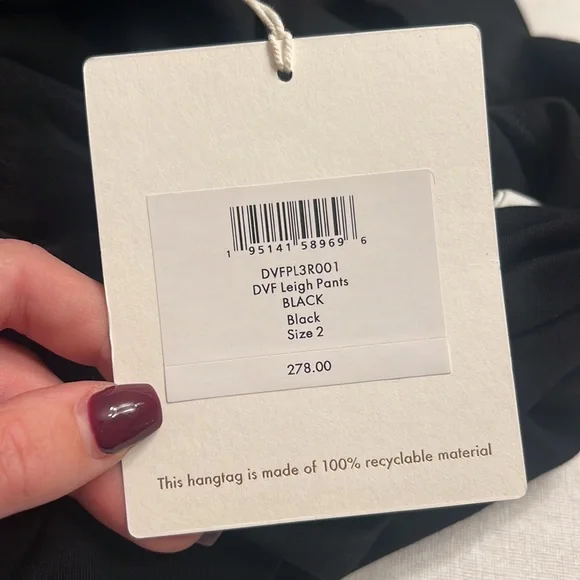 1 95141 58969 6
DVFPL3R001
DVF Leigh Pants
BLACK
Black
Size 2
278.00
This hangtag is made of 100% recyclable material